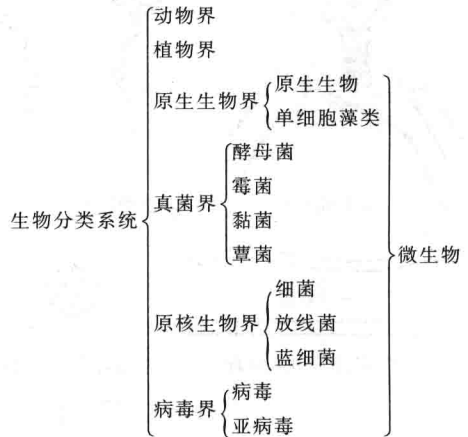 动物界
植物界
原生生物界
原生生物
单细胞藻类
生物分类系统
真菌界
酵母菌
霉菌
黏菌
蕈菌
微生物
原核生物界
细菌
放线菌
蓝细菌
病毒界
病毒
亚病毒